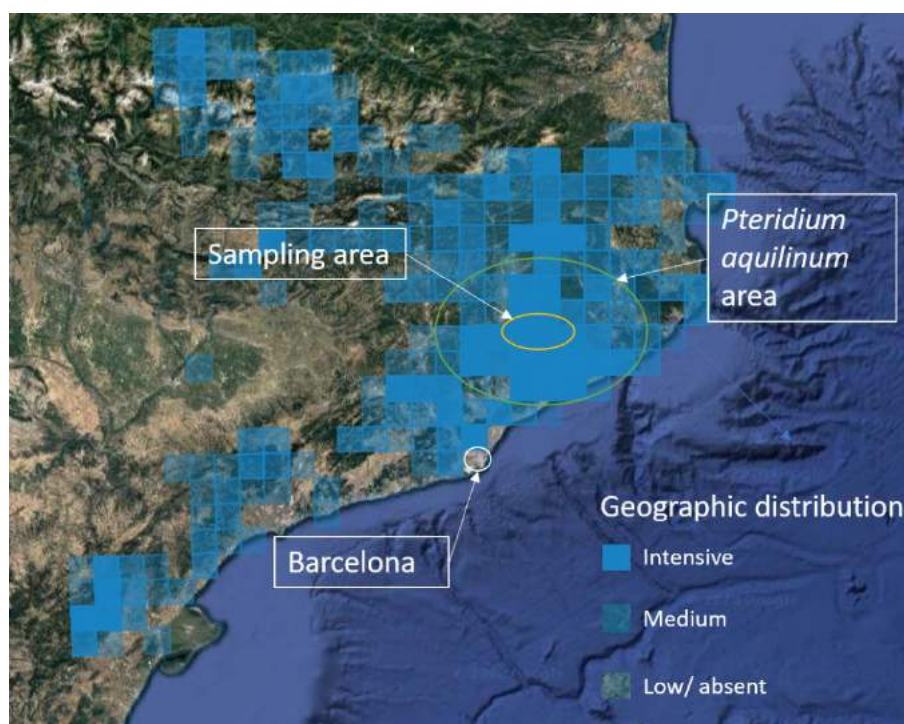 Pteridium
aquilinum
area
Sampling area
Barcelona
Geographic distribution
Intensive
Medium
Low/ absent